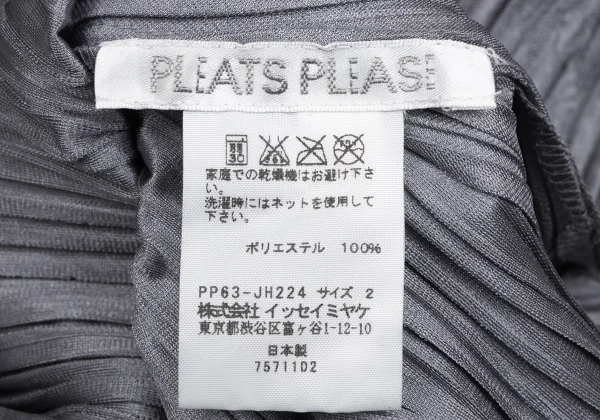 PLEATS PLEASE
弱 30
家庭での乾燥機はお避け下さ
い。
洗濯時にはネットを使用して
下さい。
ポリエステル 100%
PP63-JH224 サイズ 2
株式会社 イッセイミヤケ
東京都渋谷区富ヶ谷1-12-10
日本製
7571102